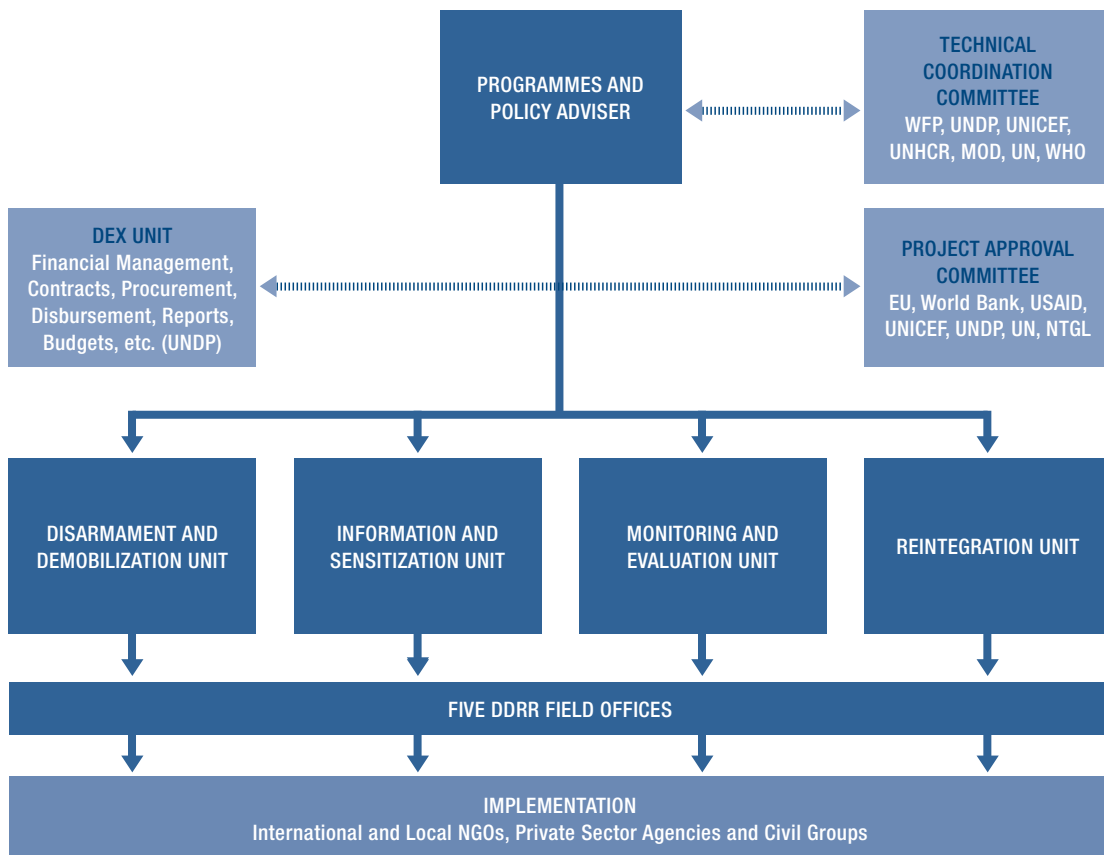 PROGRAMMES AND
POLICY ADVISER
TECHNICAL
COORDINATION
COMMITTEE
WFP, UNDP, UNICEF,
UNHCR, MOD, UN, WHO
DEX UNIT
Financial Management,
Contracts, Procurement,
Disbursement, Reports,
Budgets, etc. (UNDP)
PROJECT APPROVAL
COMMITTEE
EU, World Bank, USAID,
UNICEF, UNDP, UN, NTGL
DISARMAMENT AND
DEMOBILIZATION UNIT
INFORMATION AND
SENSITIZATION UNIT
MONITORING AND
EVALUATION UNIT
REINTEGRATION UNIT
FIVE DDRR FIELD OFFICES
IMPLEMENTATION
International and Local NGOs, Private Sector Agencies and Civil Groups